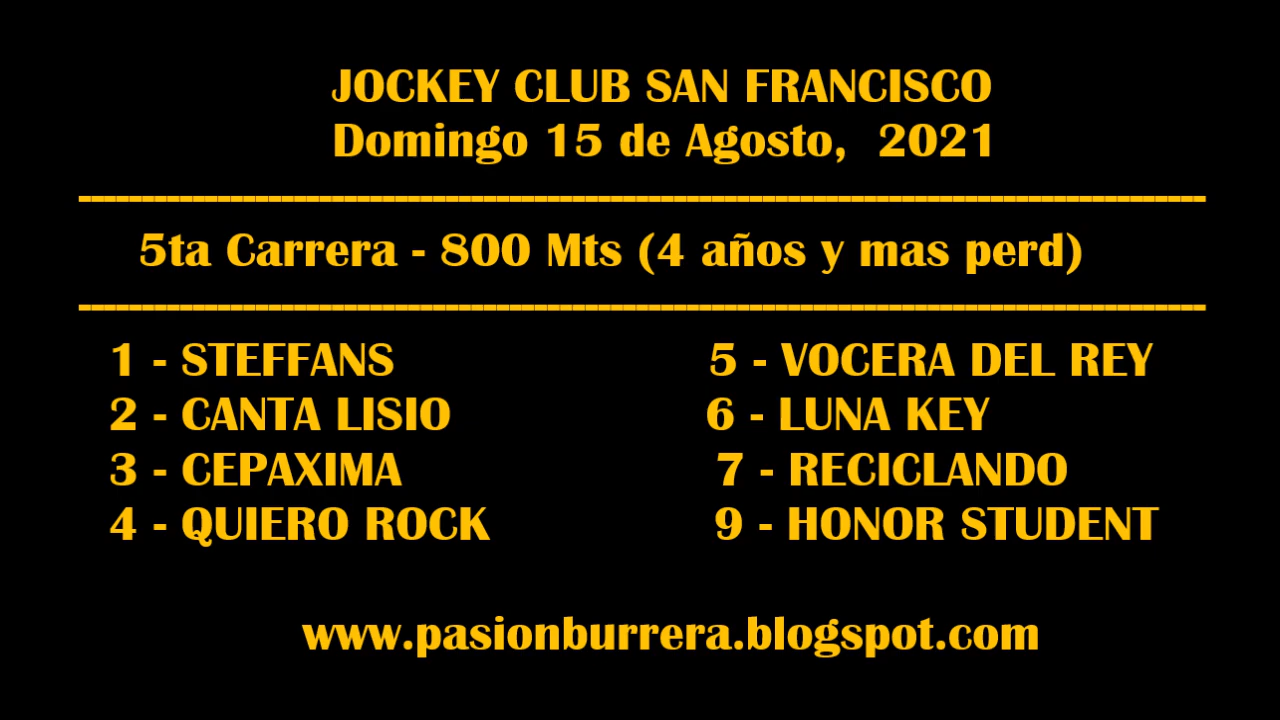 JOCKEY CLUB SAN FRANCISCO
Domingo 15 de Agosto,  2021
5ta Carrera - 800 Mts (4 años y mas perd)
1 - STEFFANS
2 - CANTA LISIO
3 - CEPAXIMA
4 - QUIERO ROCK
5 - VOCERA DEL REY
6 - LUNA KEY
7 - RECICLANDO
9 - HONOR STUDENT
www.pasionburrera.blogspot.com